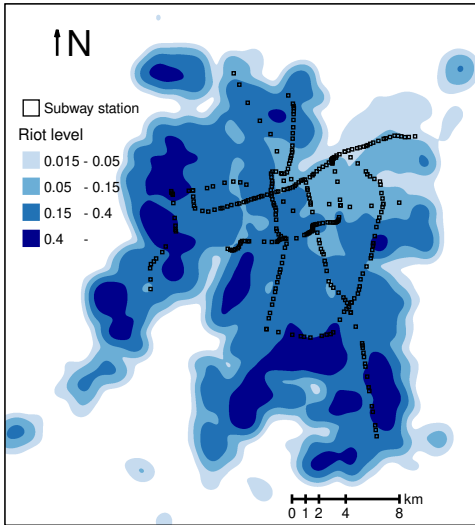 N
Subway station
Riot level
0.015 - 0.05
0.05 - 0.15
0.15 - 0.4
0.4 -
km
0 1 2 4 8